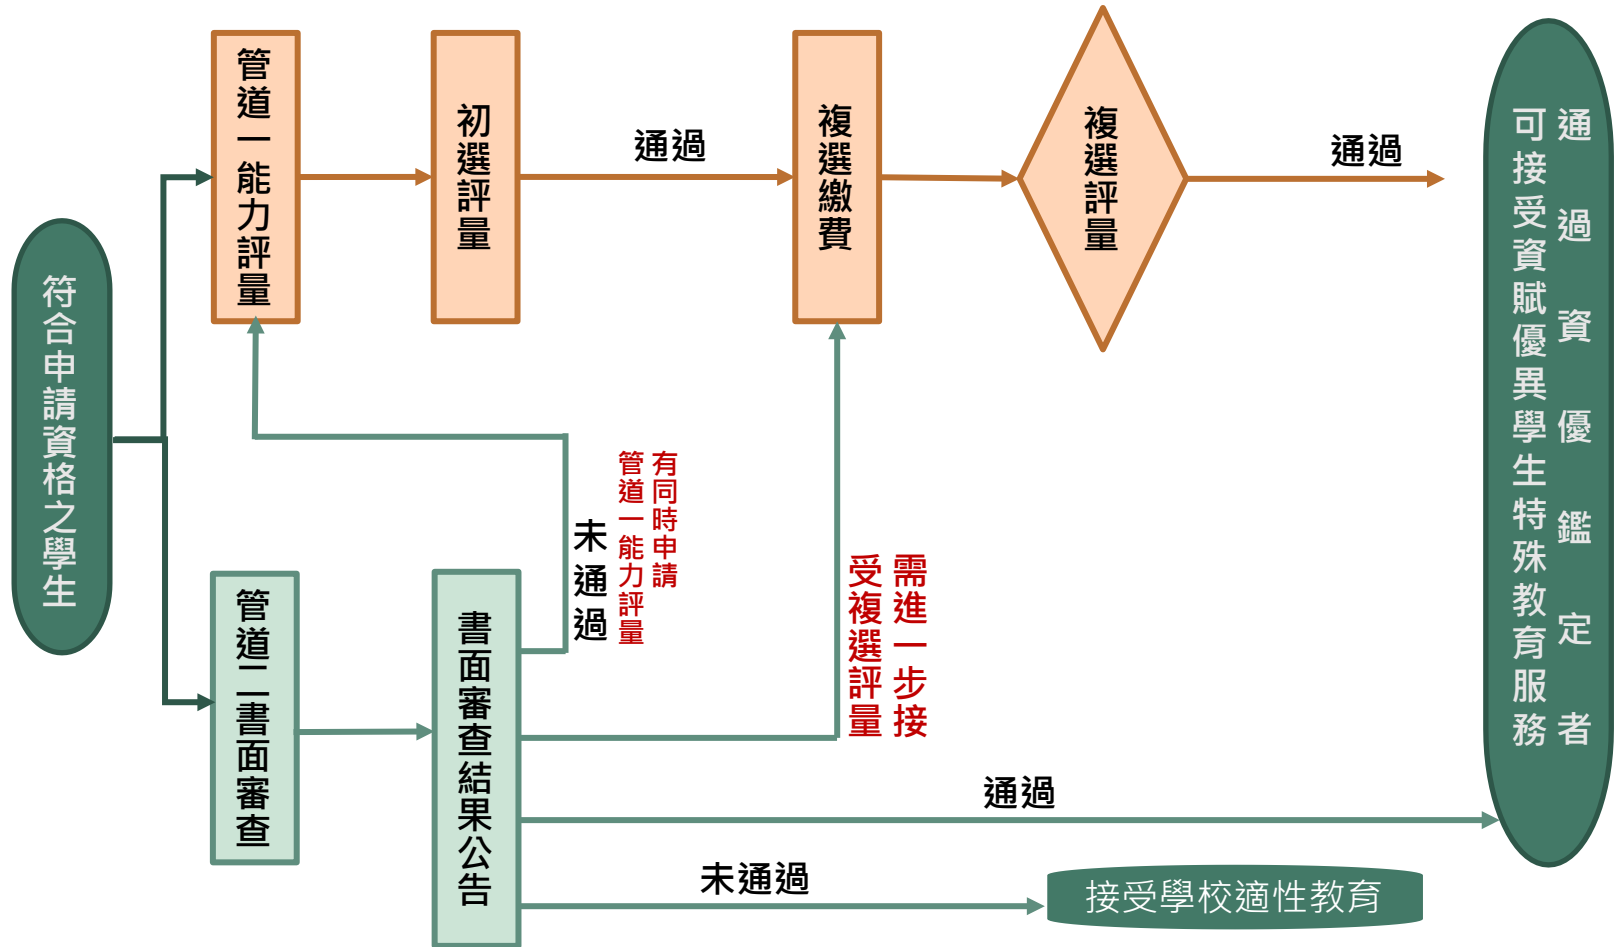 符合申請資格之學生
管道一能力評量
初選評量
通過
複選繳費
複選評量
通過
通過資優鑑定者
可接受資賦優異學生特殊教育服務
管道二書面審查
書面審查結果公告
未通過
有同時申請
管道一能力評量
需進一步接
受複選評量
通過
未通過
接受學校適性教育